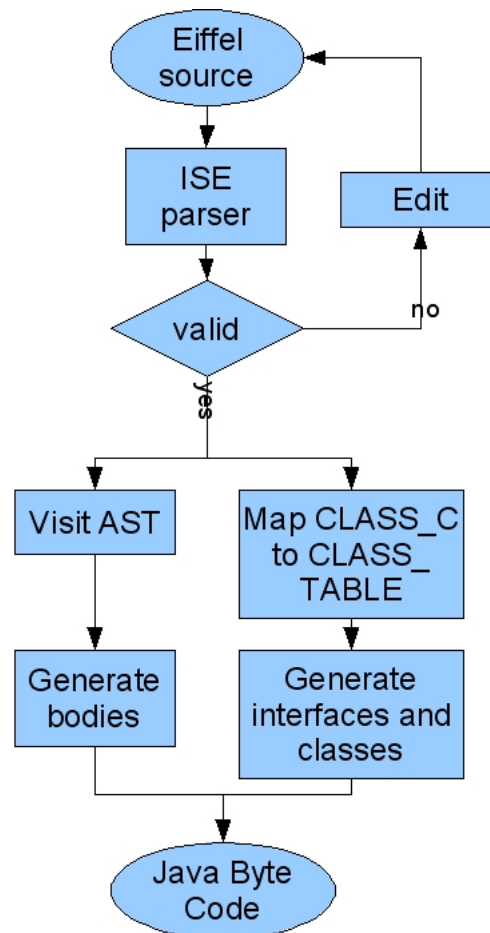 Eiffel
source
ISE
parser
Edit
valid
no
yes
Visit AST
Map CLASS_C
to CLASS_
TABLE
Generate
bodies
Generate
interfaces and
classes
Java Byte
Code